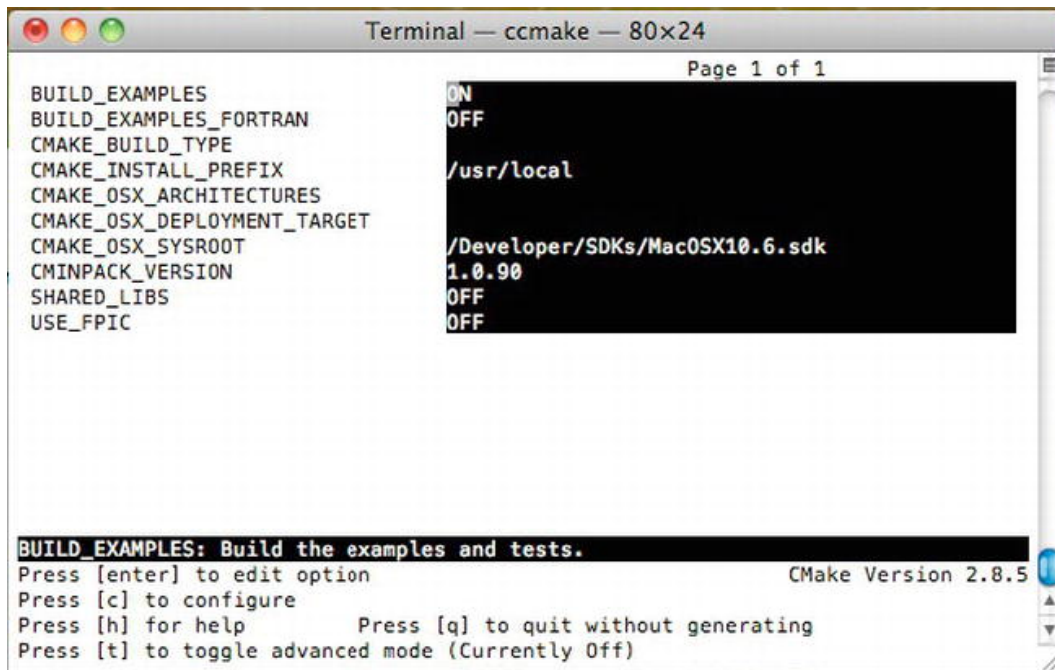 Terminal — ccmake — 80×24
Page 1 of 1
BUILD_EXAMPLES ON
BUILD_EXAMPLES_FORTRAN OFF
CMAKE_BUILD_TYPE
CMAKE_INSTALL_PREFIX /usr/local
CMAKE_OSX_ARCHITECTURES
CMAKE_OSX_DEPLOYMENT_TARGET
CMAKE_OSX_SYSROOT /Developer/SDKs/MacOSX10.6.sdk
CMINPACK_VERSION 1.0.90
SHARED_LIBS OFF
USE_FPIC OFF
BUILD_EXAMPLES: Build the examples and tests.
Press [enter] to edit option CMake Version 2.8.5
Press [c] to configure
Press [h] for help Press [q] to quit without generating
Press [t] to toggle advanced mode (Currently Off)